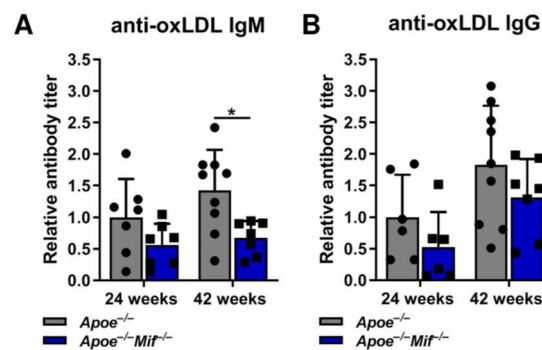 A anti-oxLDL IgM
Relative antibody titer
3.5
3.0
2.5
2.0
1.5
1.0
0.5
0.0
*
24 weeks 42 weeks
Apoe−/−
Apoe−/−Mif−/−
B anti-oxLDL IgG
Relative antibody titer
3.5
3.0
2.5
2.0
1.5
1.0
0.5
0.0
24 weeks 42 weeks
Apoe−/−
Apoe−/−Mif−/−